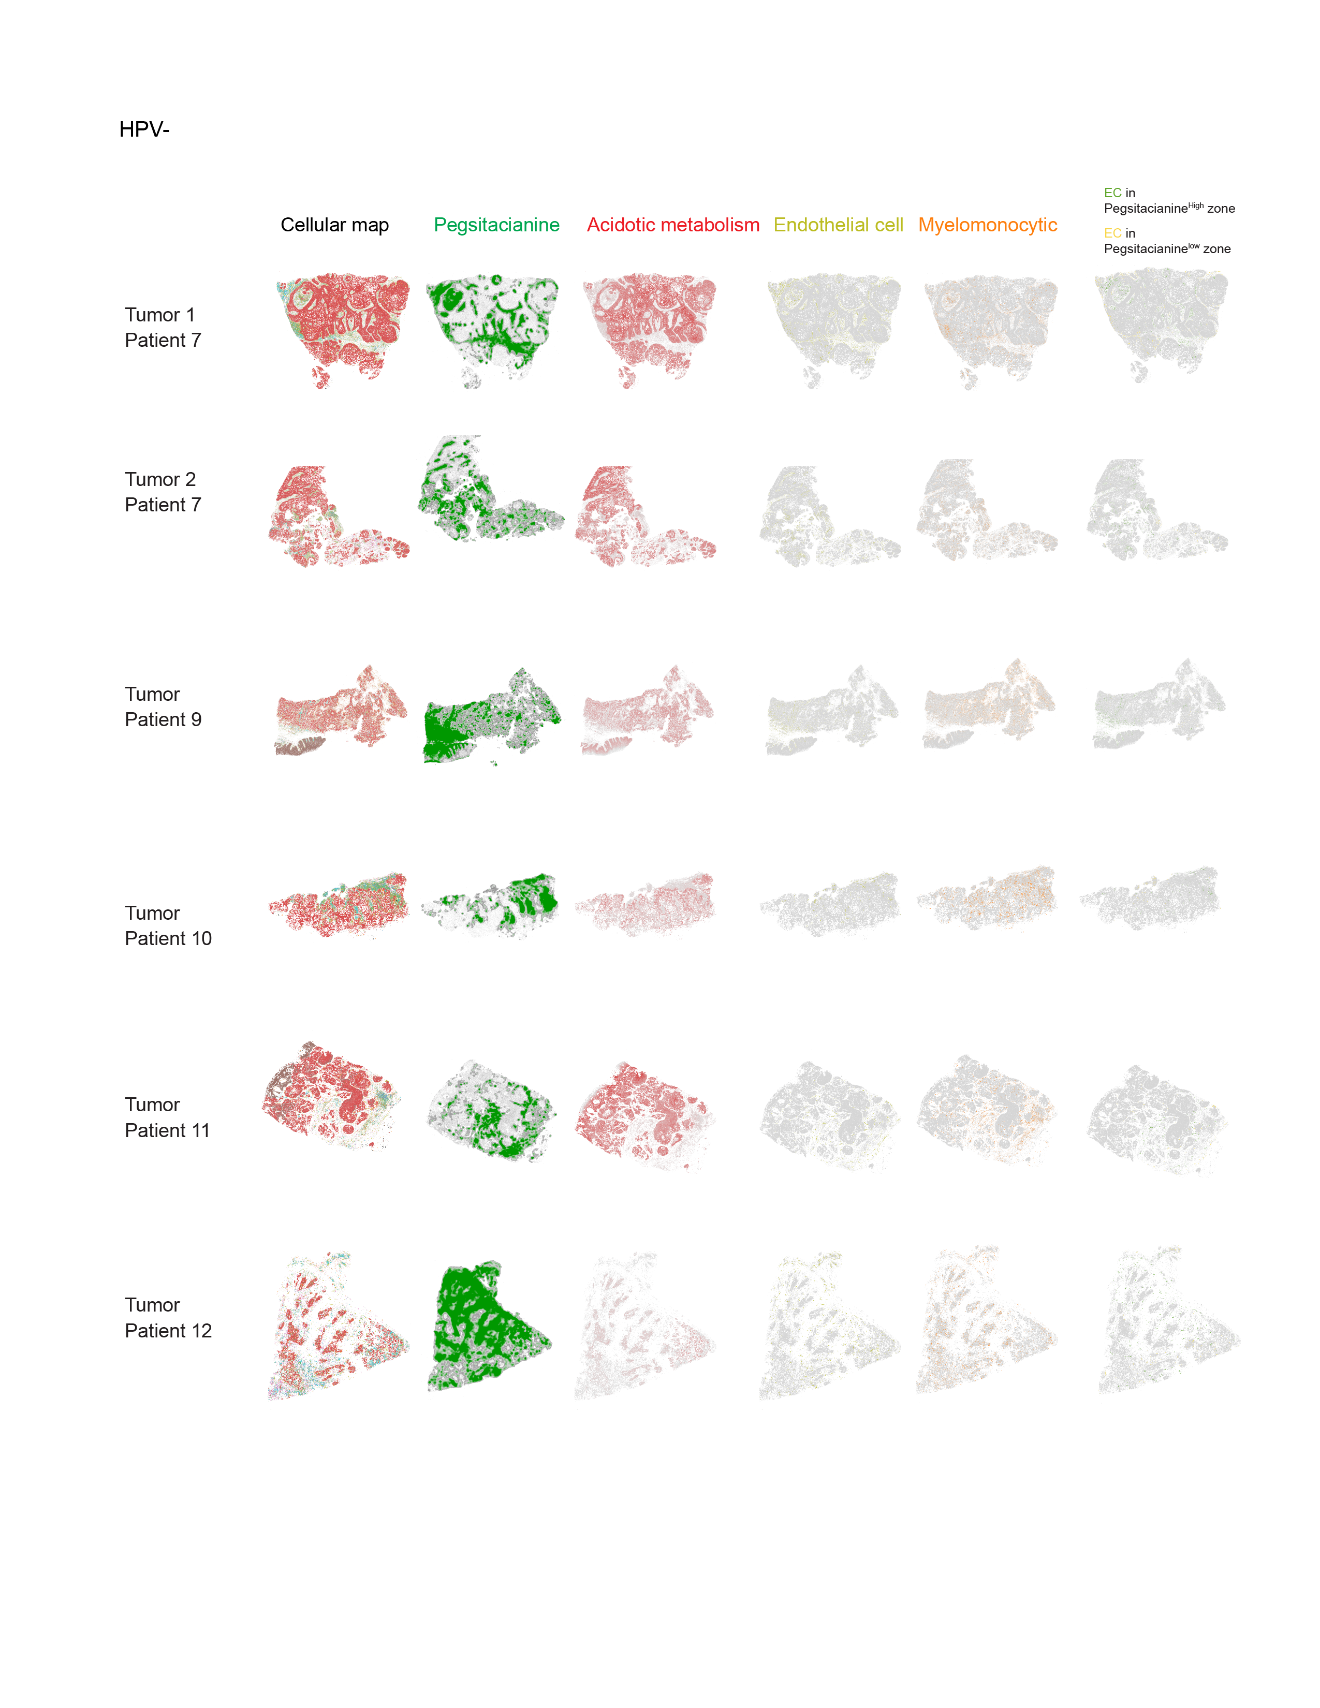 HPV-
EC in
Pegsitacianine^High zone
EC in
Pegsitacianine^low zone
Cellular map
Pegsitacianine
Acidotic metabolism
Endothelial cell
Myelomonocytic
Tumor 1
Patient 7
Tumor 2
Patient 7
Tumor
Patient 9
Tumor
Patient 10
Tumor
Patient 11
Tumor
Patient 12